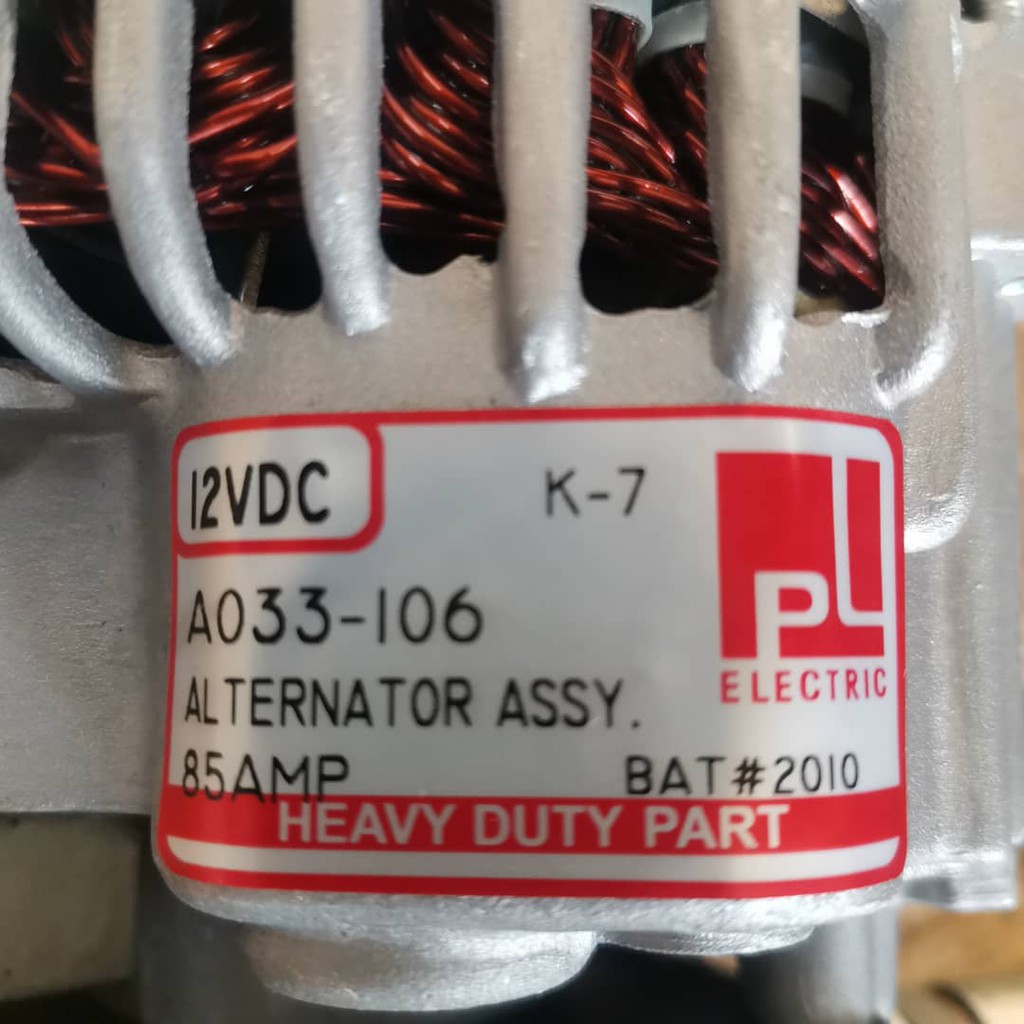 12VDC
K-7
A033-106
ALTERNATOR ASSY.
85AMP
BAT#2010
PL
ELECTRIC
HEAVY DUTY PART